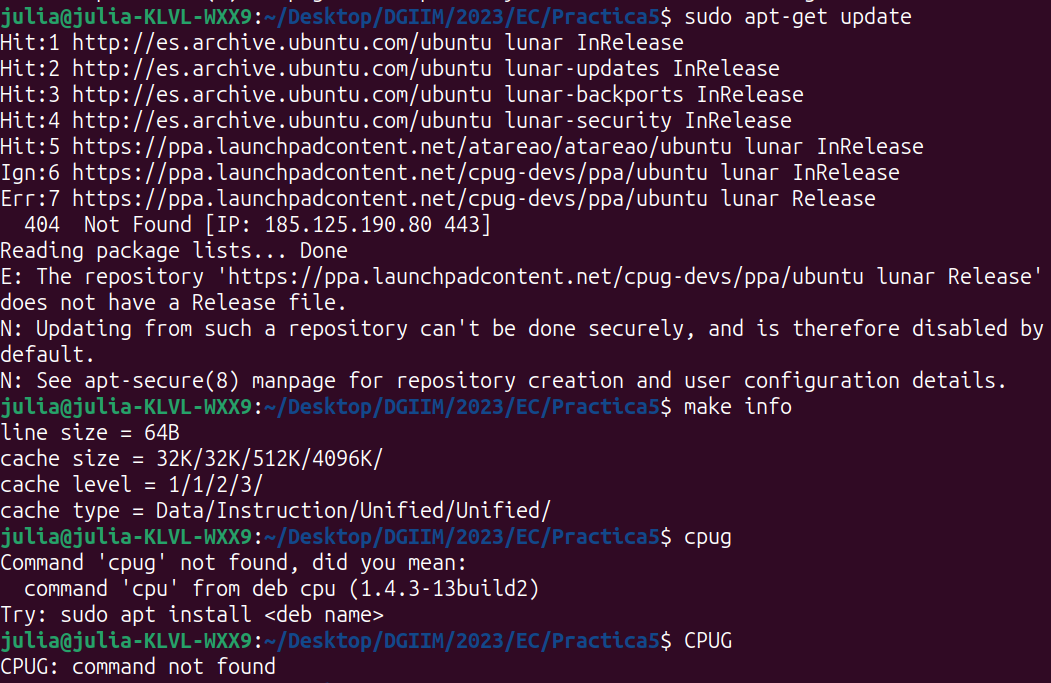 julia@julia-KLVL-WXX9:~/Desktop/DGIIM/2023/EC/Practica5$ sudo apt-get update
Hit:1 http://es.archive.ubuntu.com/ubuntu lunar InRelease
Hit:2 http://es.archive.ubuntu.com/ubuntu lunar-updates InRelease
Hit:3 http://es.archive.ubuntu.com/ubuntu lunar-backports InRelease
Hit:4 http://es.archive.ubuntu.com/ubuntu lunar-security InRelease
Hit:5 https://ppa.launchpadcontent.net/atareao/atareao/ubuntu lunar InRelease
Ign:6 https://ppa.launchpadcontent.net/cpug-devs/ppa/ubuntu lunar InRelease
Err:7 https://ppa.launchpadcontent.net/cpug-devs/ppa/ubuntu lunar Release
  404  Not Found [IP: 185.125.190.80 443]
Reading package lists... Done
E: The repository 'https://ppa.launchpadcontent.net/cpug-devs/ppa/ubuntu lunar Release'
does not have a Release file.
N: Updating from such a repository can't be done securely, and is therefore disabled by
default.
N: See apt-secure(8) manpage for repository creation and user configuration details.
julia@julia-KLVL-WXX9:~/Desktop/DGIIM/2023/EC/Practica5$ make info
line size = 64B
cache size = 32K/32K/512K/4096K/
cache level = 1/1/2/3/
cache type = Data/Instruction/Unified/Unified/
julia@julia-KLVL-WXX9:~/Desktop/DGIIM/2023/EC/Practica5$ cpug
Command 'cpug' not found, did you mean:
  command 'cpu' from deb cpu (1.4.3-13build2)
Try: sudo apt install <deb name>
julia@julia-KLVL-WXX9:~/Desktop/DGIIM/2023/EC/Practica5$ CPUG
CPUG: command not found